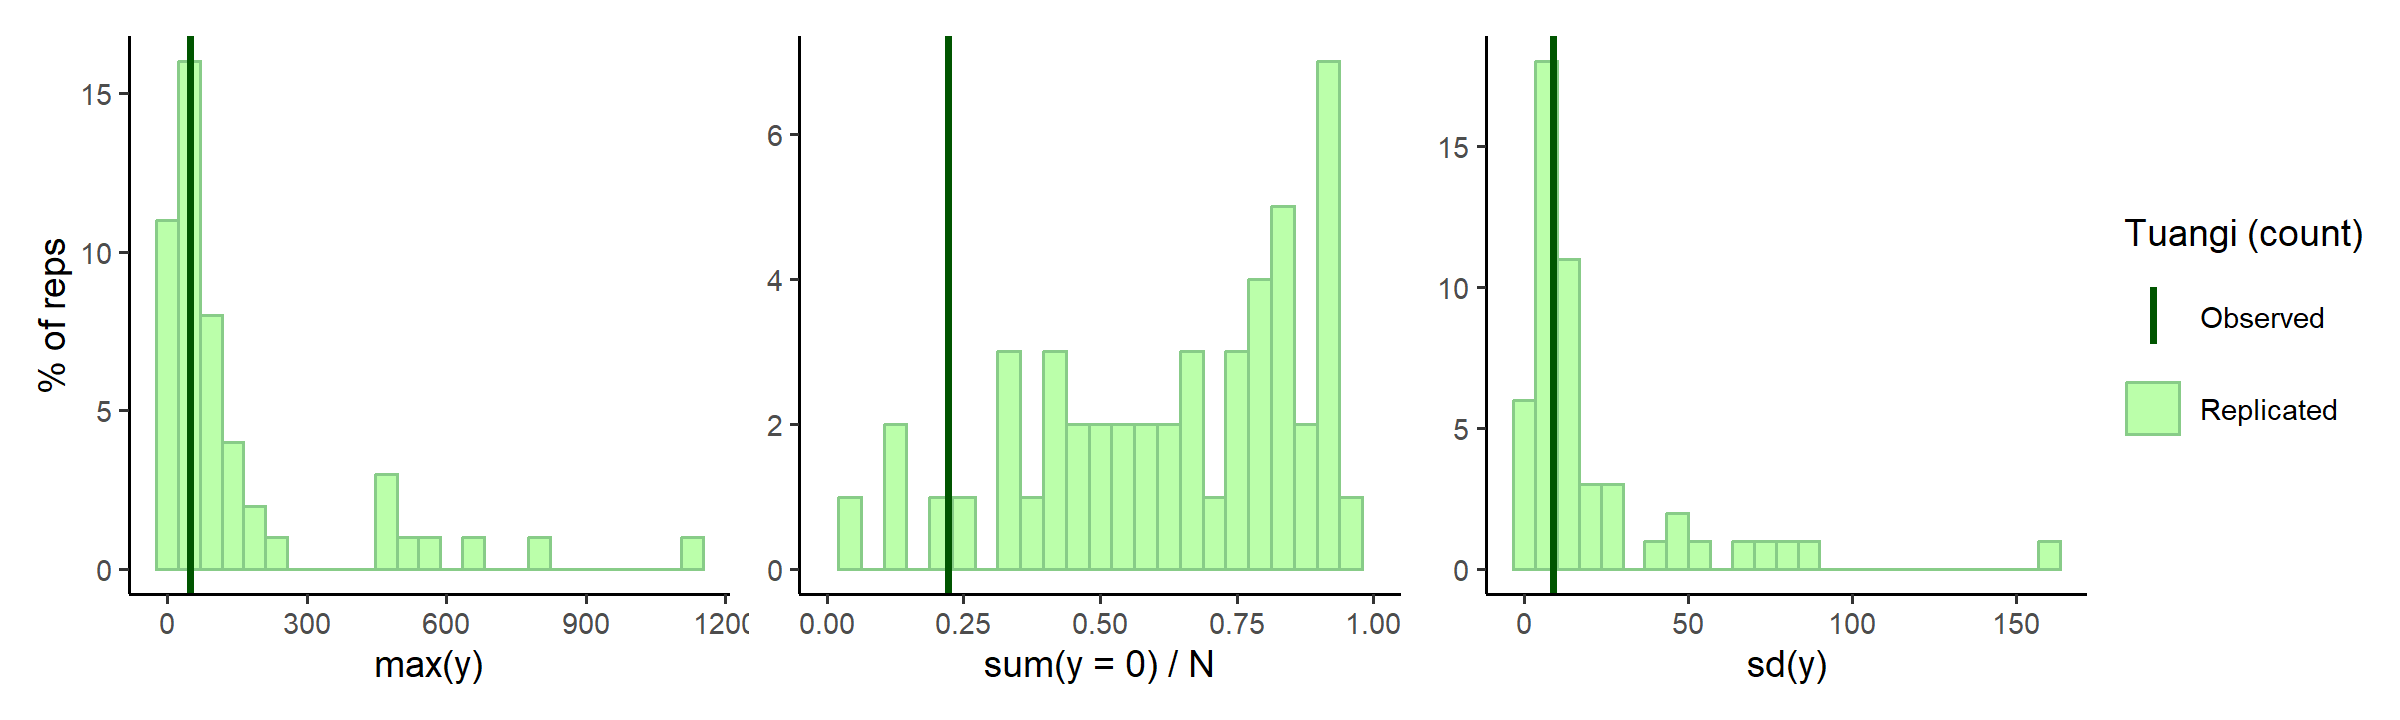 % of reps
15
10
5
0
0 300 600 900 1200
max(y)
6
4
2
0
0.00 0.25 0.50 0.75 1.00
sum(y = 0) / N
15
10
5
0
0 50 100 150
sd(y)
Tuangi (count)
Observed
Replicated